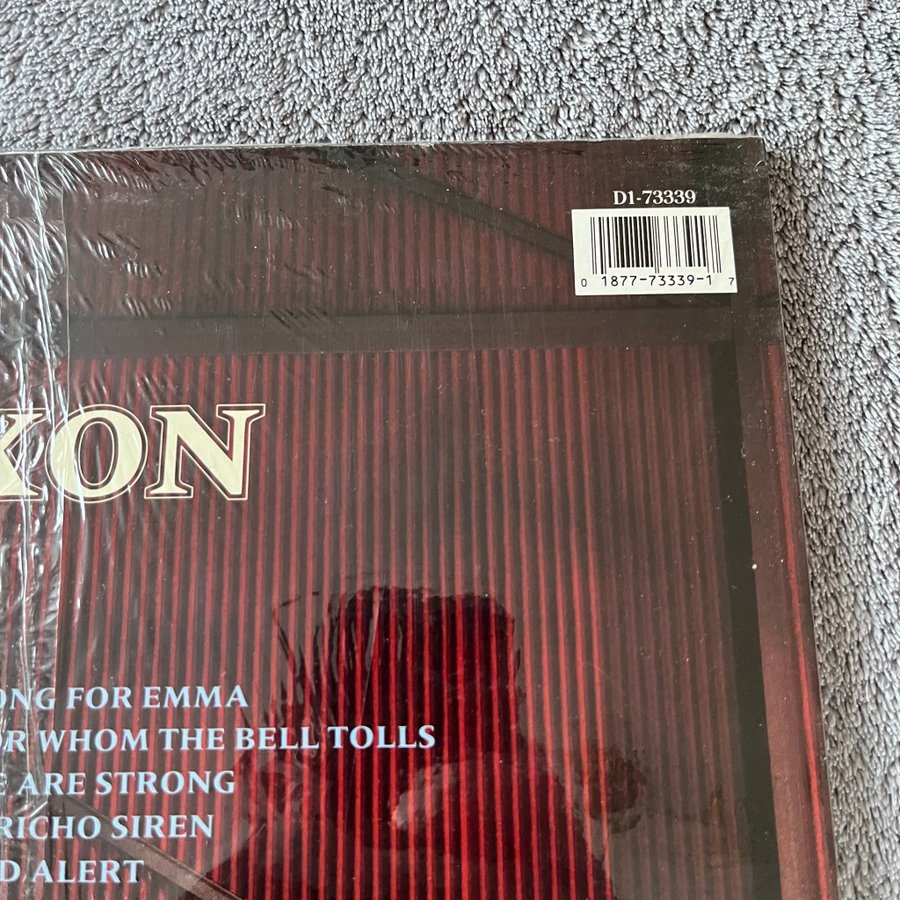 D1-73339
0 1877-73339-1 7
XON
ONG FOR EMMA
OR WHOM THE BELL TOLLS
E ARE STRONG
RICHO SIREN
D ALERT